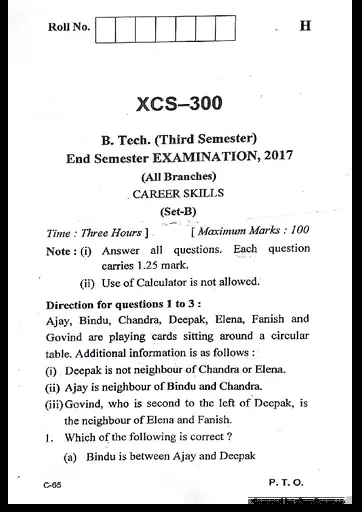 Roll No.
H
XCS–300
B. Tech. (Third Semester)
End Semester EXAMINATION, 2017
(All Branches)
CAREER SKILLS
(Set-B)
Time : Three Hours ] [ Maximum Marks : 100
Note : (i) Answer all questions. Each question
carries 1.25 mark.
(ii) Use of Calculator is not allowed.
Direction for questions 1 to 3 :
Ajay, Bindu, Chandra, Deepak, Elena, Fanish and
Govind are playing cards sitting around a circular
table. Additional information is as follows :
(i) Deepak is not neighbour of Chandra or Elena.
(ii) Ajay is neighbour of Bindu and Chandra.
(iii) Govind, who is second to the left of Deepak, is
the neighbour of Elena and Fanish.
1. Which of the following is correct ?
(a) Bindu is between Ajay and Deepak
C-65 P. T. O.